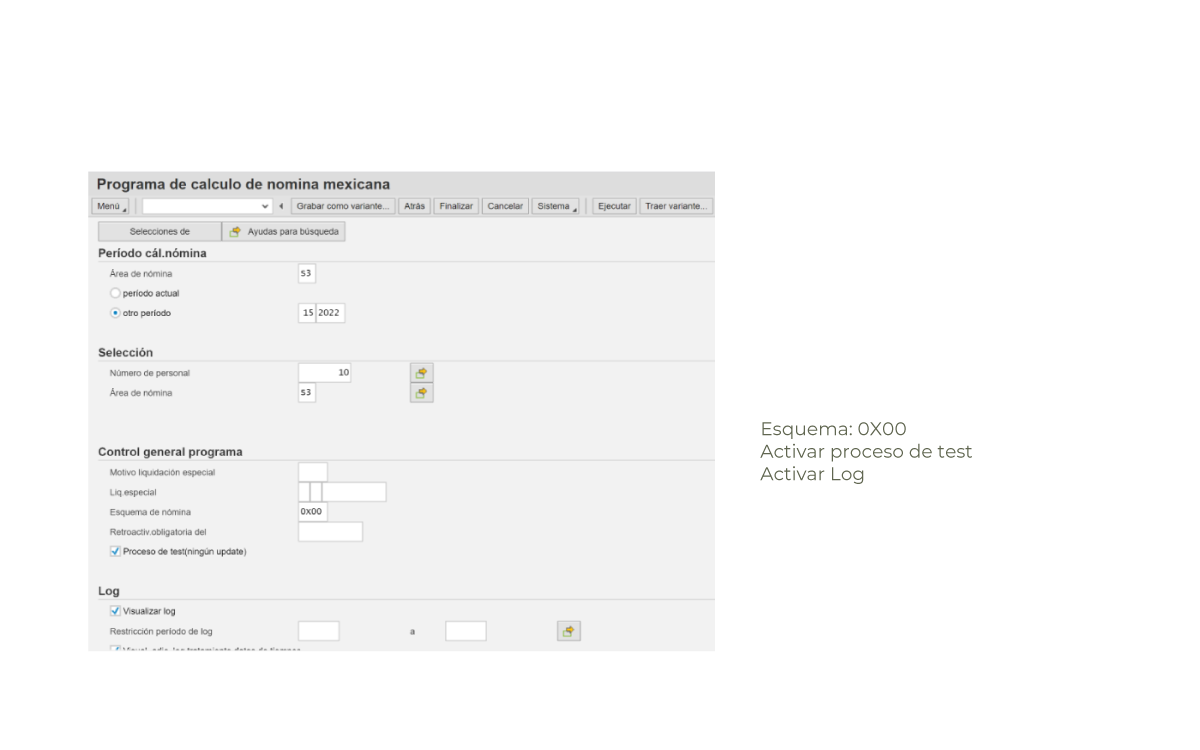 Programa de calculo de nomina mexicana
Menú Grabar como variante... Atrás Finalizar Cancelar Sistema Ejecutar Traer variante...
Selecciones de Ayudas para búsqueda
Período cál.nómina
Área de nómina S3
período actual
otro período 15 2022
Selección
Número de personal 10
Área de nómina S3
Control general programa
Motivo liquidación especial
Liq.especial
Esquema de nómina 0X00
Retroactiv.obligatoria del
Proceso de test(ningún update)
Log
Visualizar log
Restricción período de log a
Esquema: 0X00
Activar proceso de test
Activar Log